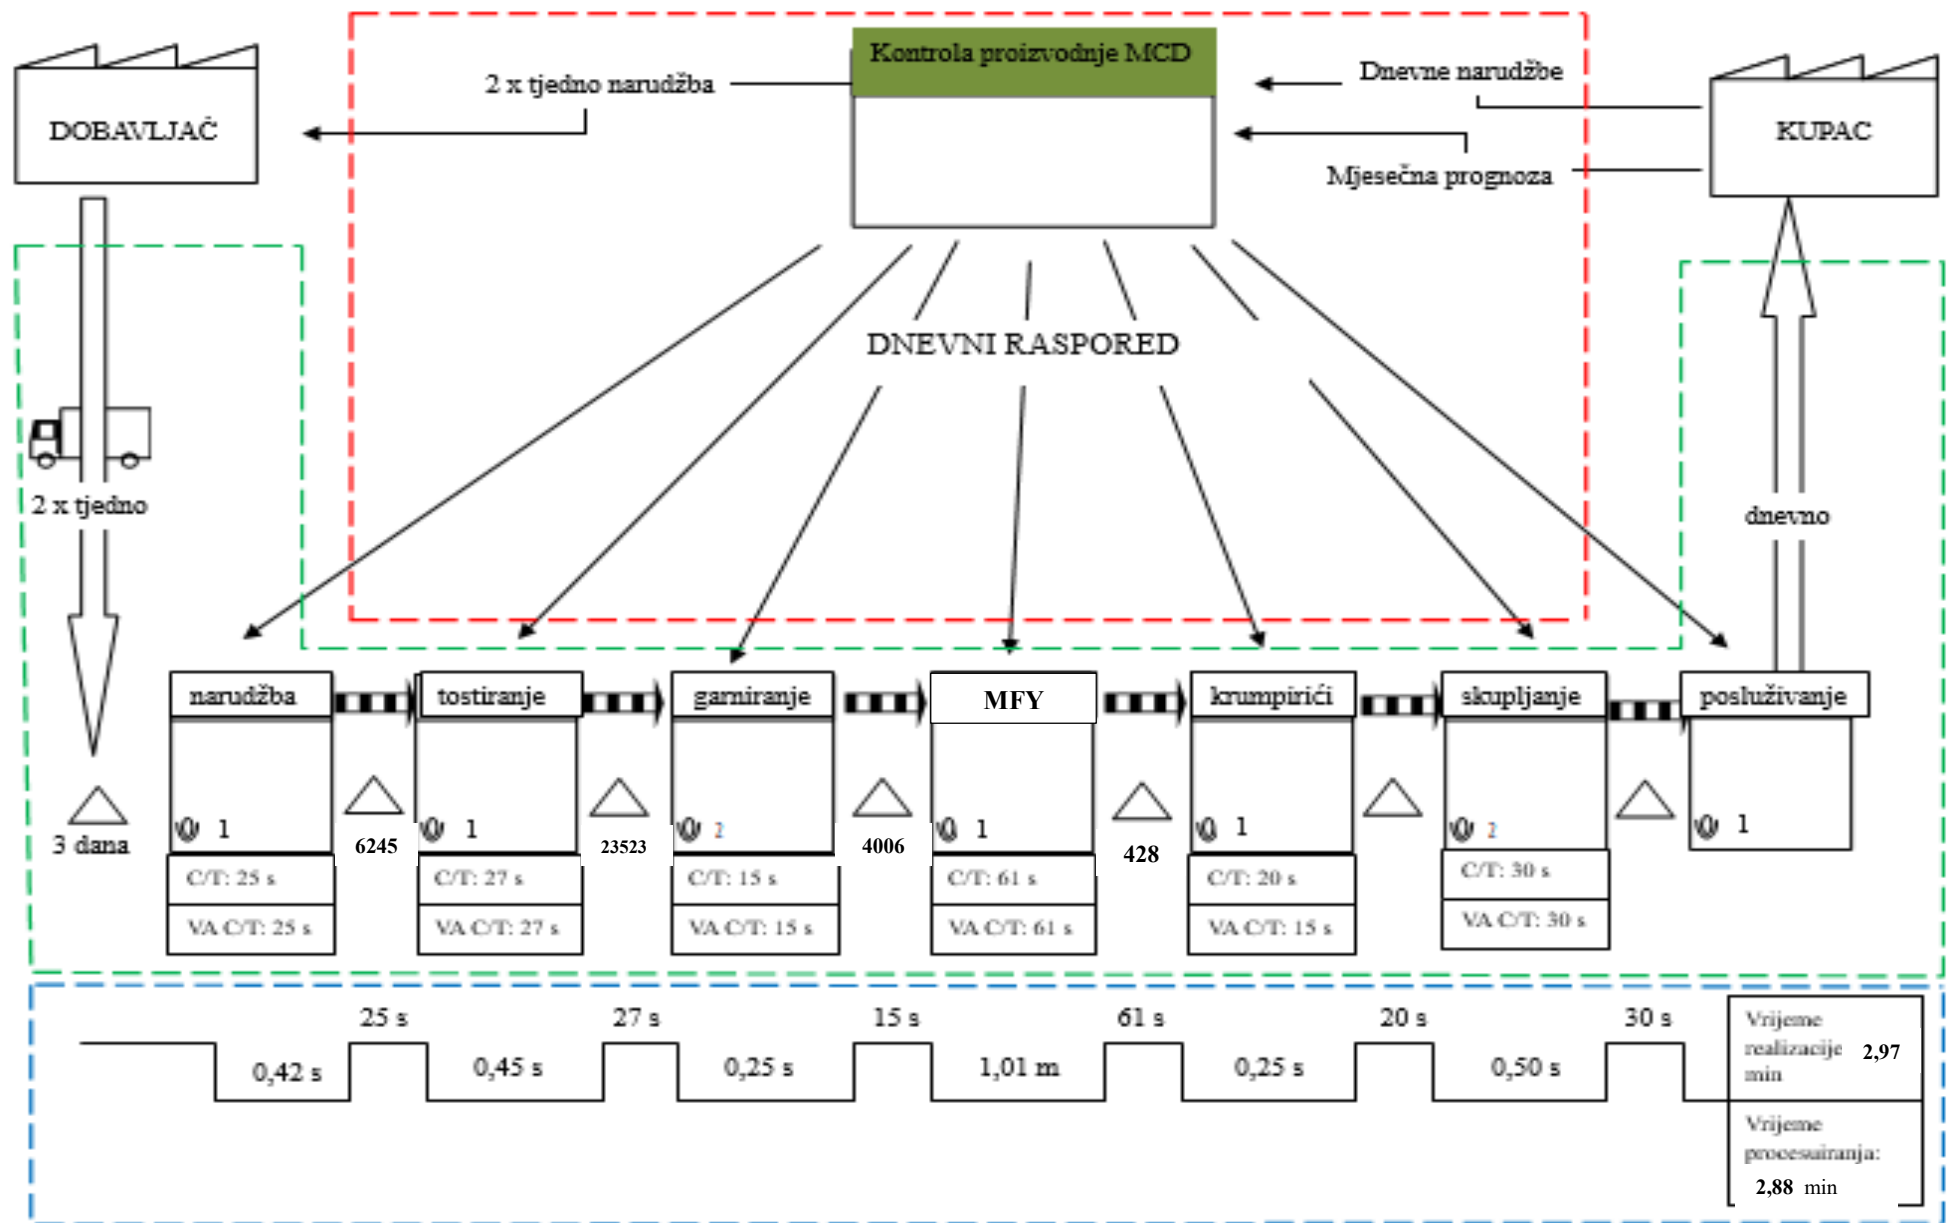 Kontrola proizvodnje MCD
2 x tjedno narudžba
Dnevne narudžbe
DOBAVLJAČ
KUPAC
Mjesečna prognoza
DNEVNI RASPORED
2 x tjedno
dnevno
narudžba
tostiranje
garniranje
MFY
krumpirići
skupljanje
posluživanje
1
1
2
1
1
2
1
3 dana
6245
23523
4006
428
C/T: 25 s
C/T: 27 s
C/T: 15 s
C/T: 61 s
C/T: 20 s
C/T: 30 s
VA C/T: 25 s
VA C/T: 27 s
VA C/T: 15 s
VA C/T: 61 s
VA C/T: 15 s
VA C/T: 30 s
25 s
27 s
15 s
61 s
20 s
30 s
0,42 s
0,45 s
0,25 s
1,01 m
0,25 s
0,50 s
Vrijeme
realizacije 2,97
min
Vrijeme
procesuiranja:
2,88 min